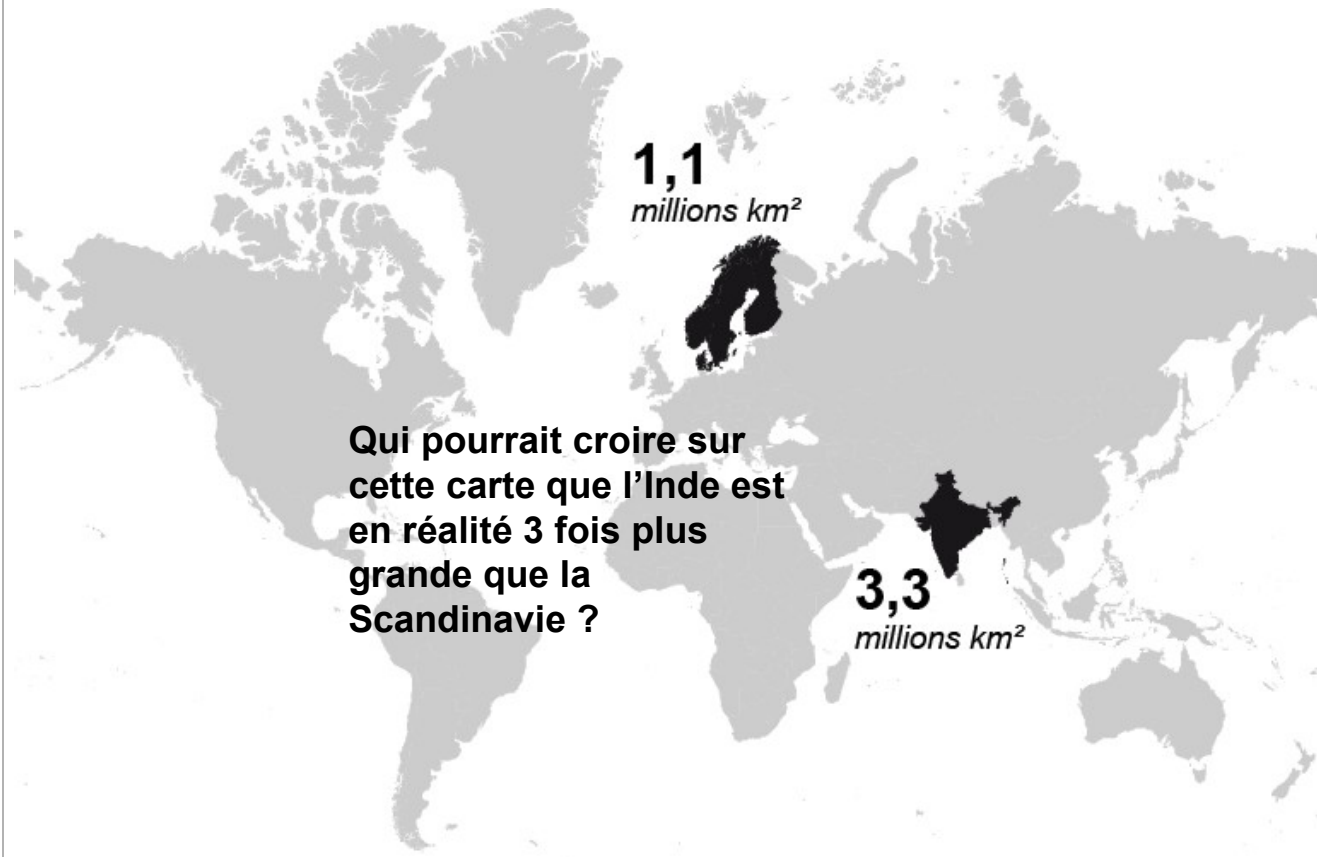 1,1
millions km²
Qui pourrait croire sur
cette carte que l’Inde est
en réalité 3 fois plus
grande que la
Scandinavie ?
3,3
millions km²